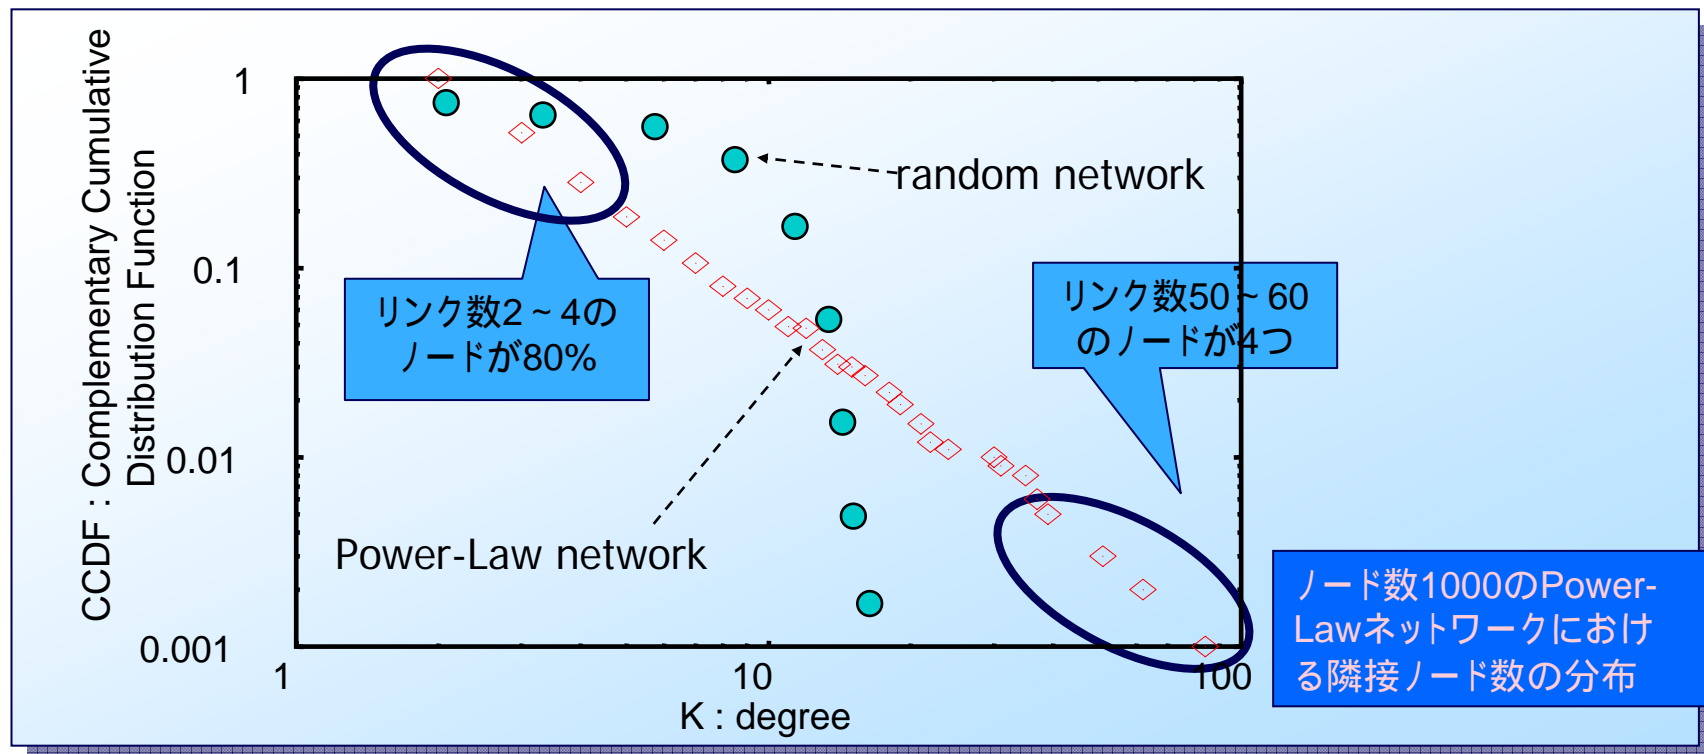 CCDF : Complementary Cumulative
Distribution Function
1
0.1
0.01
0.001
1
10
100
K : degree
random network
Power-Law network
リンク数2～4の
ノードが80%
リンク数50～60
のノードが4つ
ノード数1000のPower-
Lawネットワークにおけ
る隣接ノード数の分布